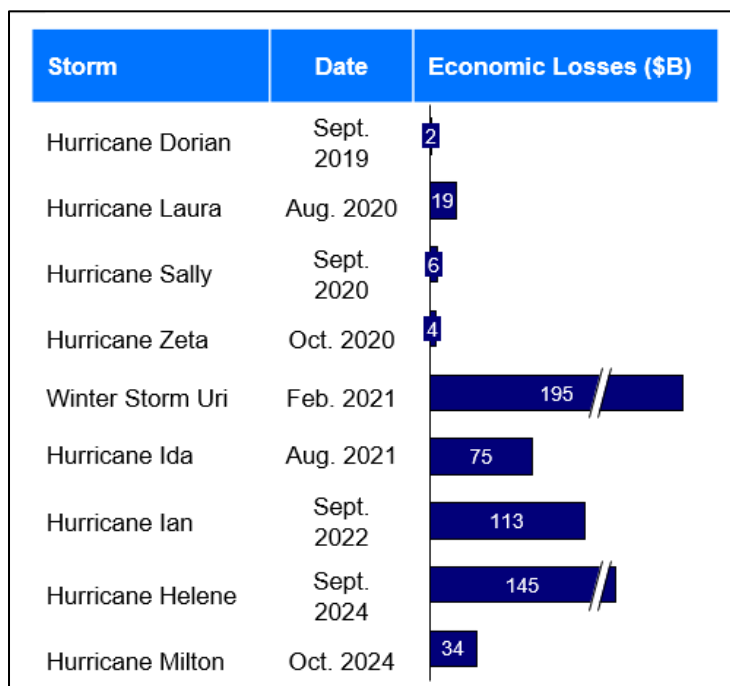 Storm Date Economic Losses ($B)
Hurricane Dorian Sept. 2019 2
Hurricane Laura Aug. 2020 19
Hurricane Sally Sept. 2020 6
Hurricane Zeta Oct. 2020 4
Winter Storm Uri Feb. 2021 195
Hurricane Ida Aug. 2021 75
Hurricane Ian Sept. 2022 113
Hurricane Helene Sept. 2024 145
Hurricane Milton Oct. 2024 34